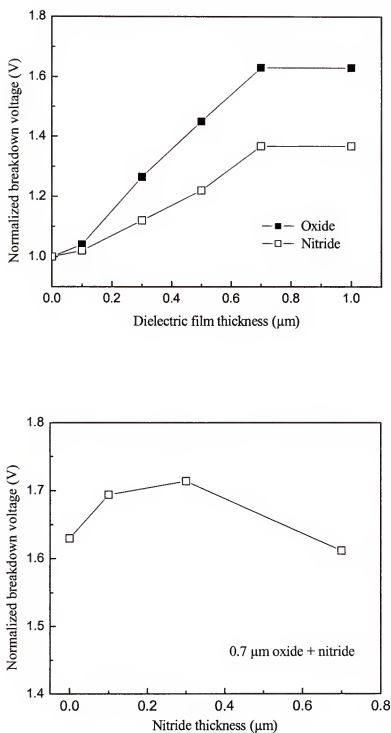 1.8
1.6
1.4
1.2
1.0
Normalized breakdown voltage (V)
Oxide
Nitride
0.0 0.2 0.4 0.6 0.8 1.0
Dielectric film thickness (μm)
1.8
1.7
1.6
1.5
1.4
Normalized breakdown voltage (V)
0.7 μm oxide + nitride
0.0 0.2 0.4 0.6 0.8
Nitride thickness (μm)